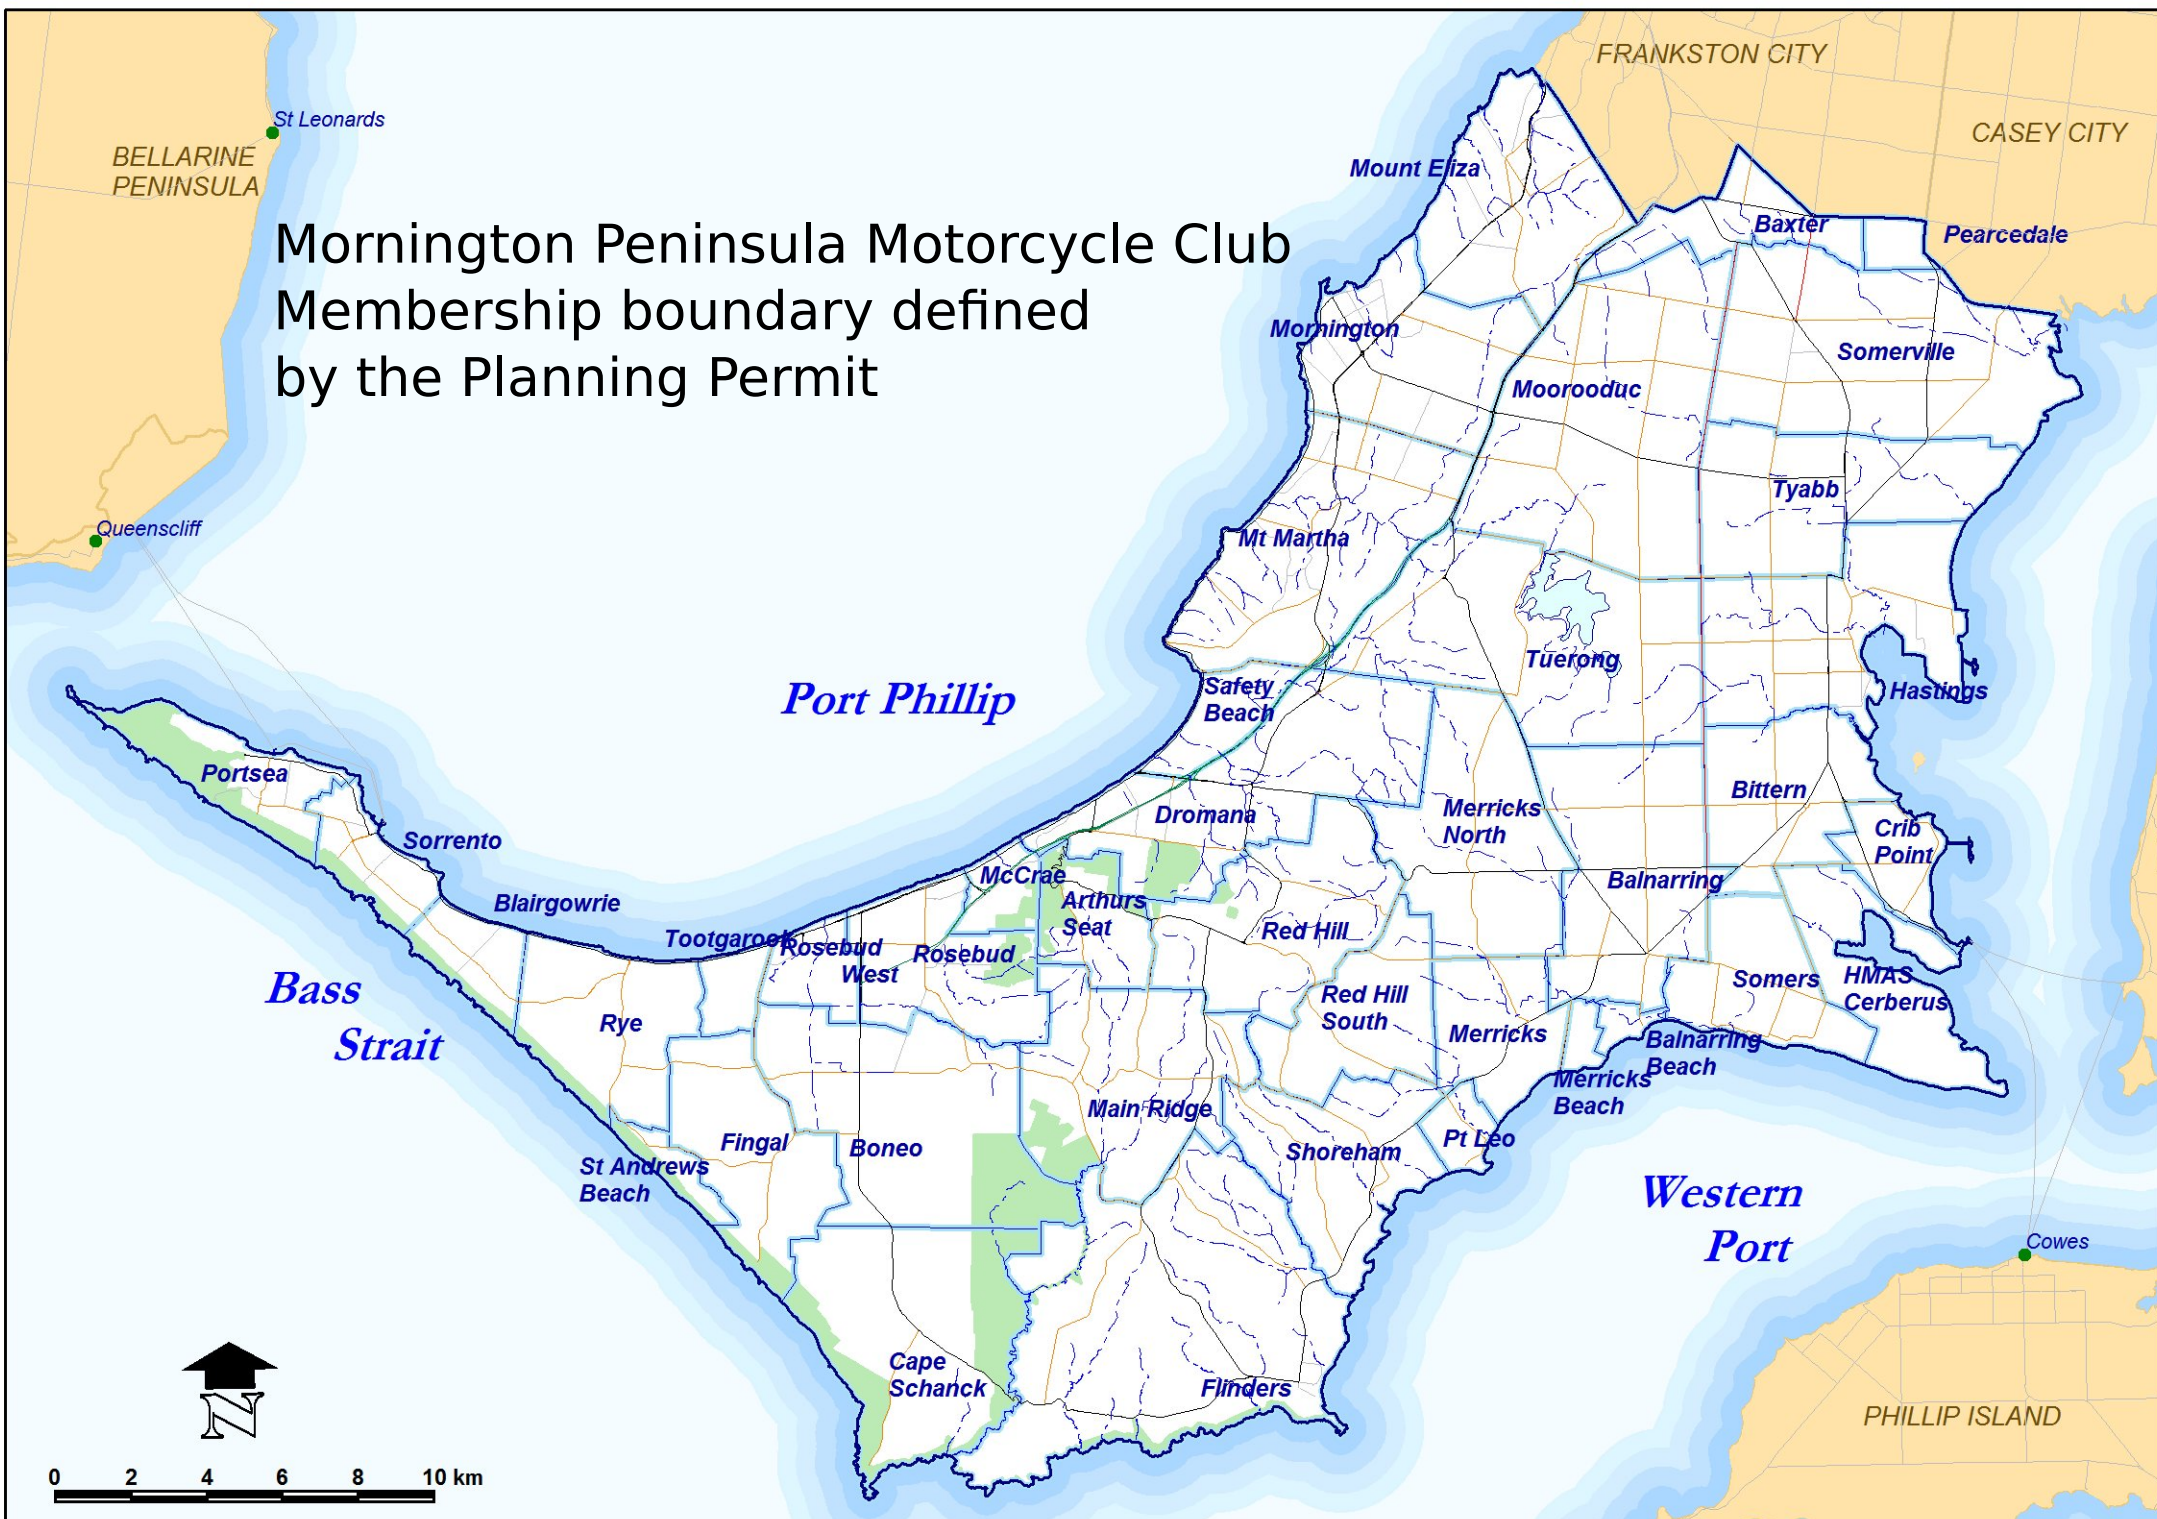 FRANKSTON CITY
CASEY CITY
St Leonards
BELLARINE
PENINSULA
Mount Eliza
Mornington Peninsula Motorcycle Club
Membership boundary defined
by the Planning Permit
Baxter
Pearcedale
Mornington
Somerville
Moorooduc
Tyabb
Queenscliff
Mt Martha
Tuerong
Port Phillip
Safety
Beach
Hastings
Portsea
Sorrento
Dromana
Merricks
North
Bittern
Crib
Point
McCrae
Balnarring
Blairgowrie
Arthurs
Seat
Tootgarook
Rosebud
West
Rosebud
Red Hill
Bass
Strait
Rye
Red Hill
South
Merricks
Somers
HMAS
Cerberus
Balnarring
Beach
Merricks
Beach
Main Ridge
Fingal
Boneo
Shoreham
Pt Leo
St Andrews
Beach
Western
Port
Cowes
Cape
Schanck
Flinders
PHILLIP ISLAND
N
0 2 4 6 8 10 km